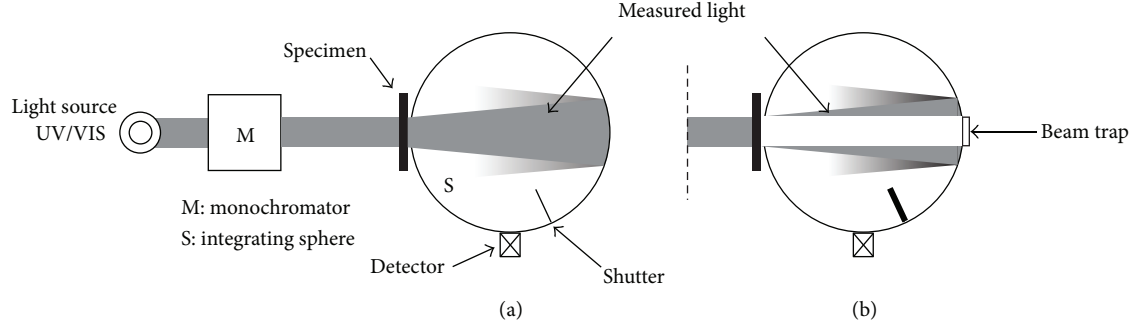 Measured light
Specimen
Light source
UV/VIS
M
Beam trap
S
M: monochromator
S: integrating sphere
Detector
Shutter
(a)
(b)